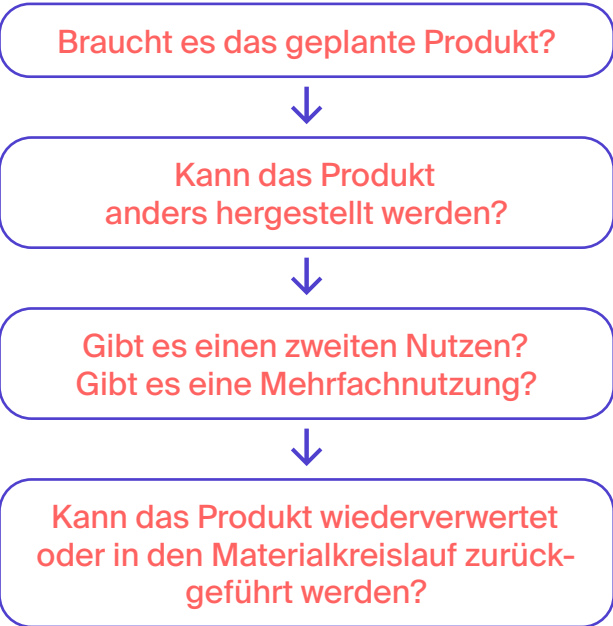 Braucht es das geplante Produkt?
Kann das Produkt
anders hergestellt werden?
Gibt es einen zweiten Nutzen?
Gibt es eine Mehrfachnutzung?
Kann das Produkt wiederverwertet
oder in den Materialkreislauf zurück-
geführt werden?